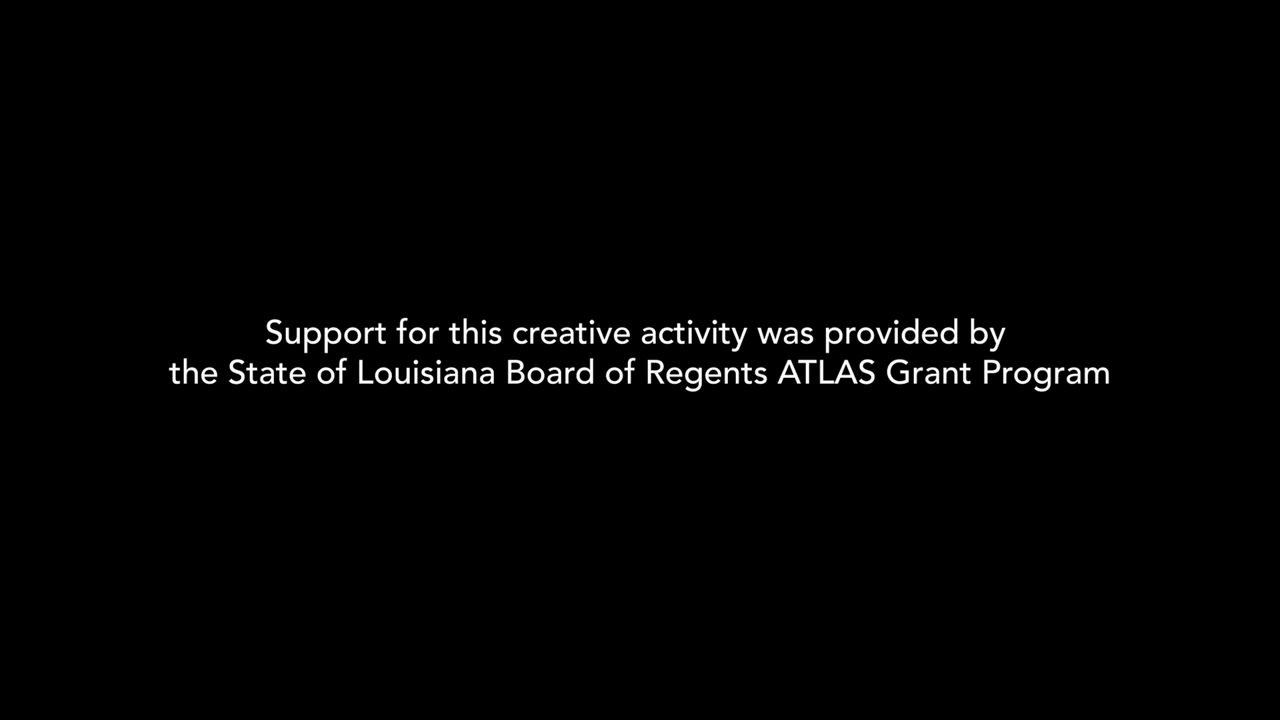 Support for this creative activity was provided by
the State of Louisiana Board of Regents ATLAS Grant Program